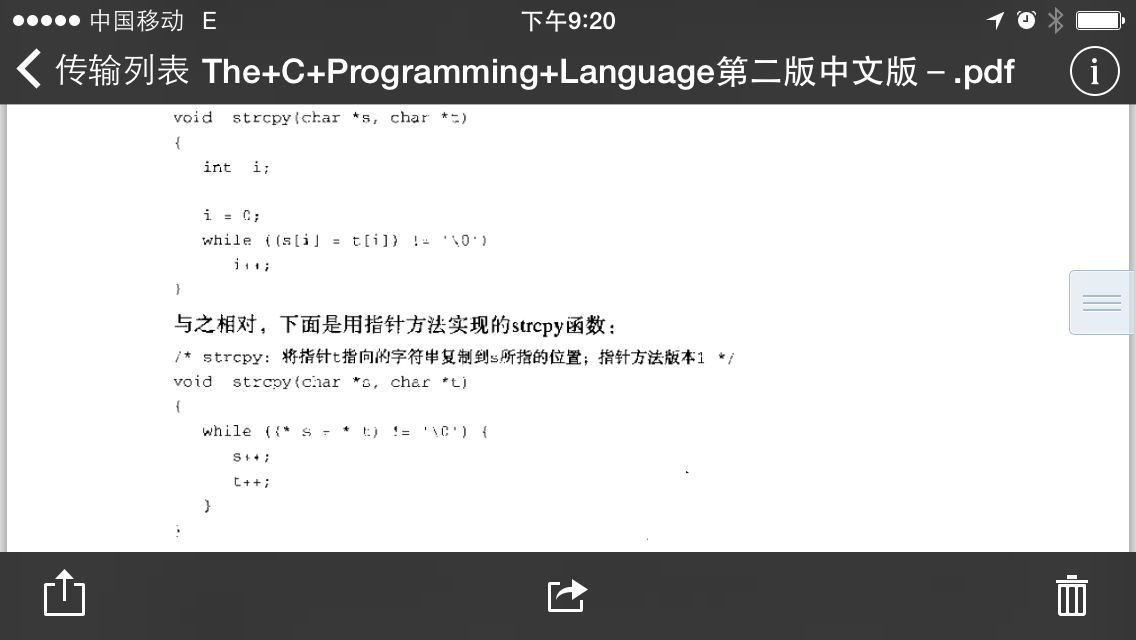 中国移动 E 下午9:20
传输列表 The+C+Programming+Language第二版中文版 – .pdf
void strcpy(char *s, char *t)
{
int i;
i = 0;
while ((s[i] = t[i]) != '\0')
i++;
}
与之相对，下面是用指针方法实现的strcpy函数：
/* strcpy: 将指针t指向的字符串复制到s所指的位置；指针方法版本1 */
void strcpy(char *s, char *t)
{
while ((* s = * t) != '\0') {
s++;
t++;
}
}